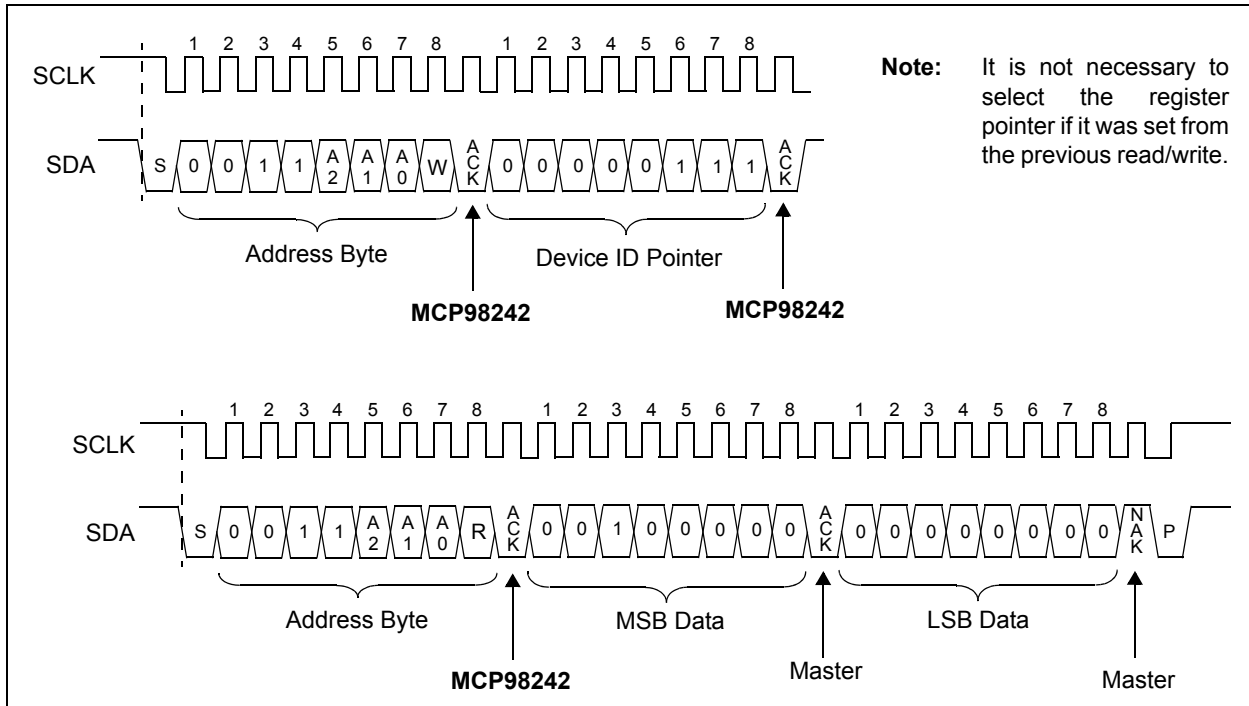 1 2 3 4 5 6 7 8 1 2 3 4 5 6 7 8
SCLK
SDA
S 0 0 1 1 A2 A1 A0 W ACK 0 0 0 0 0 1 1 1 ACK
Address Byte
Device ID Pointer
MCP98242
MCP98242
Note: It is not necessary to
select the register
pointer if it was set from
the previous read/write.
1 2 3 4 5 6 7 8 1 2 3 4 5 6 7 8 1 2 3 4 5 6 7 8
SCLK
SDA
S 0 0 1 1 A2 A1 A0 R ACK 0 0 1 0 0 0 0 0 ACK 0 0 0 0 0 0 0 0 NAK P
Address Byte
MSB Data
LSB Data
MCP98242
Master
Master